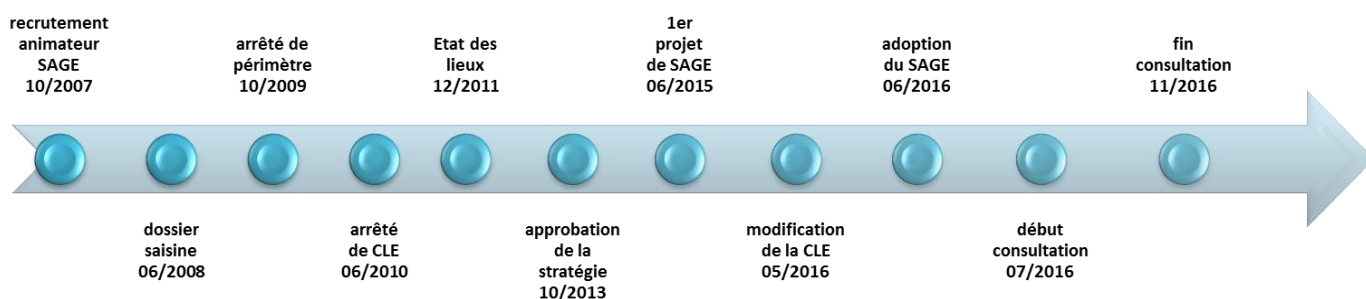 recrutement
animateur
SAGE
10/2007
dossier
saisine
06/2008
arrêté de
périmètre
10/2009
arrêté
de CLE
06/2010
Etat des
lieux
12/2011
approbation
de la
stratégie
10/2013
1er
projet
de SAGE
06/2015
modification
de la CLE
05/2016
adoption
du SAGE
06/2016
début
consultation
07/2016
fin
consultation
11/2016